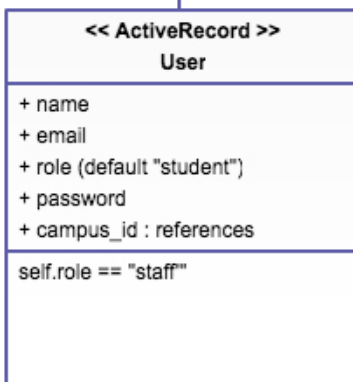 << ActiveRecord >>
User
+ name
+ email
+ role (default "student")
+ password
+ campus_id : references
self.role == "staff'"